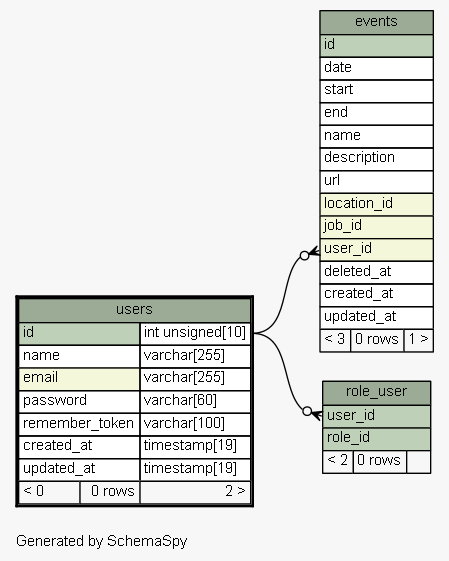 events
id
date
start
end
name
description
url
location_id
job_id
user_id
deleted_at
created_at
updated_at
< 3 0 rows 1 >
users
id int unsigned[10]
name varchar[255]
email varchar[255]
password varchar[60]
remember_token varchar[100]
created_at timestamp[19]
updated_at timestamp[19]
< 0 0 rows 2 >
role_user
user_id
role_id
< 2 0 rows
Generated by SchemaSpy